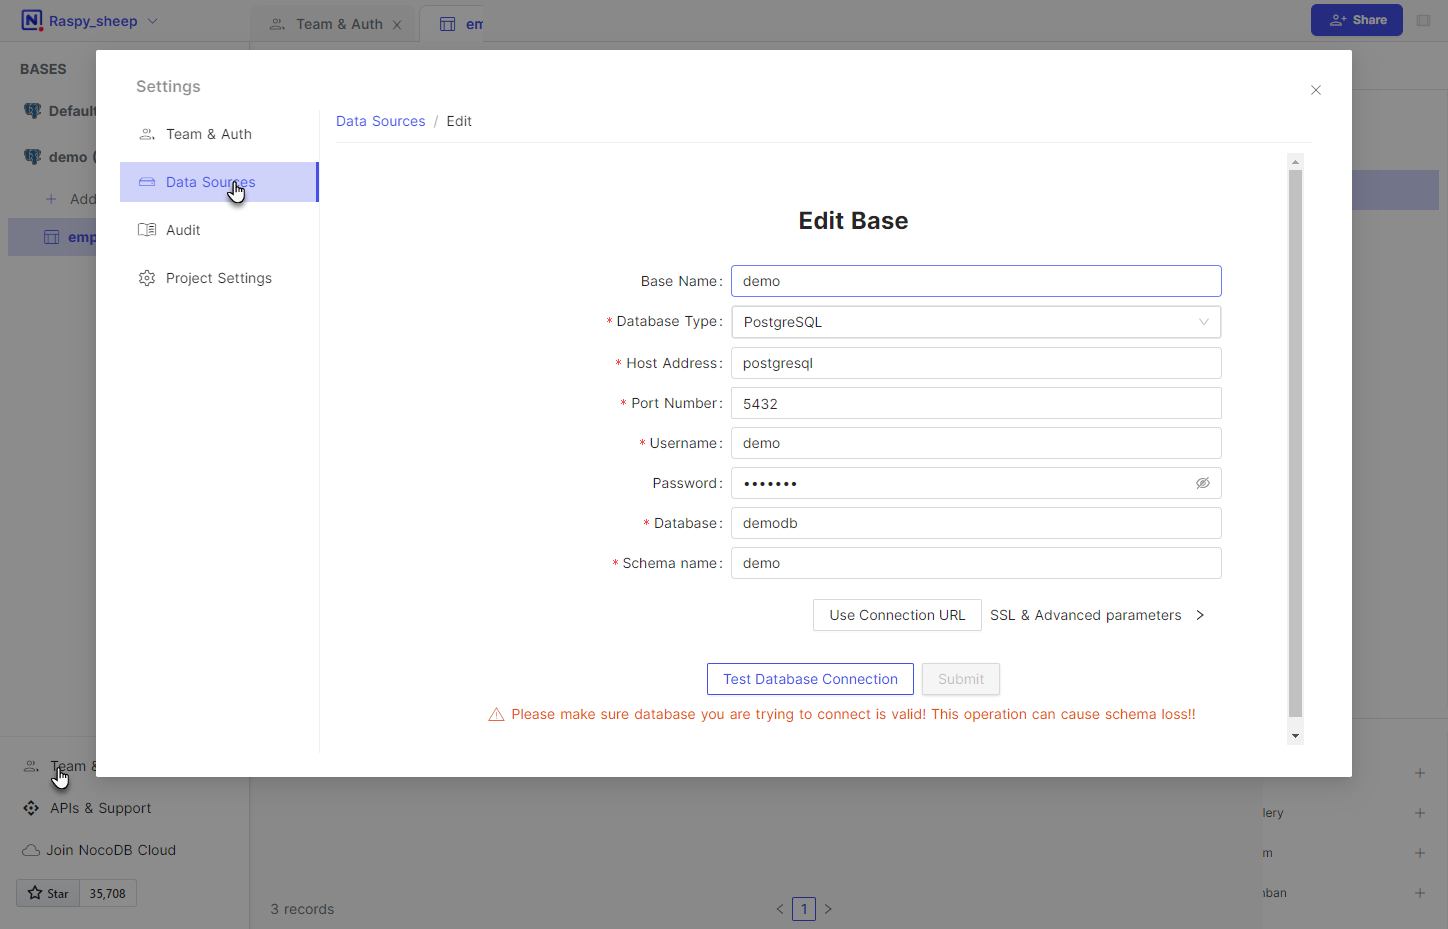 Raspy_sheep
Team & Auth
em
Share
BASES
Default
demo (
Add
emp
Team &
APIs & Support
Join NocoDB Cloud
Star 35,708
Settings
Team & Auth
Data Sources
Audit
Project Settings
Data Sources / Edit
Edit Base
Base Name: demo
* Database Type: PostgreSQL
* Host Address: postgresql
* Port Number: 5432
* Username: demo
Password: •••••••
* Database: demodb
* Schema name: demo
Use Connection URL SSL & Advanced parameters >
Test Database Connection Submit
Please make sure database you are trying to connect is valid! This operation can cause schema loss!!
lery
m
nban
3 records
< 1 >